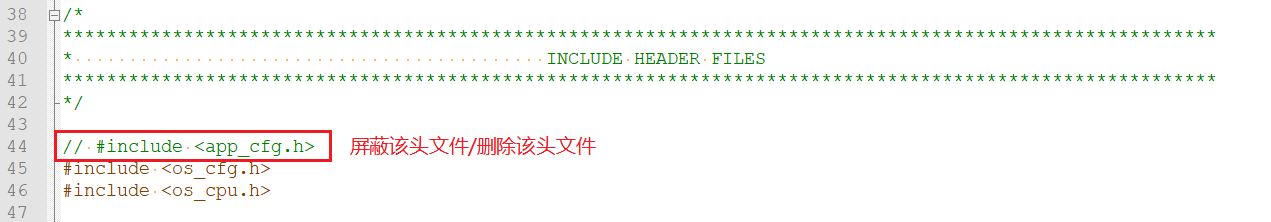 38 /*
39 *********************************************************************************************************
40 * · · · · · · · · · · · · · · · · · · · · · · · · · · · · · · · · · · · · · · · · · · · INCLUDE·HEADER·FILES
41 *********************************************************************************************************
42 */
43
44 //·#include·<app_cfg.h> 屏蔽该头文件/删除该头文件
45 #include·<os_cfg.h>
46 #include·<os_cpu.h>
47